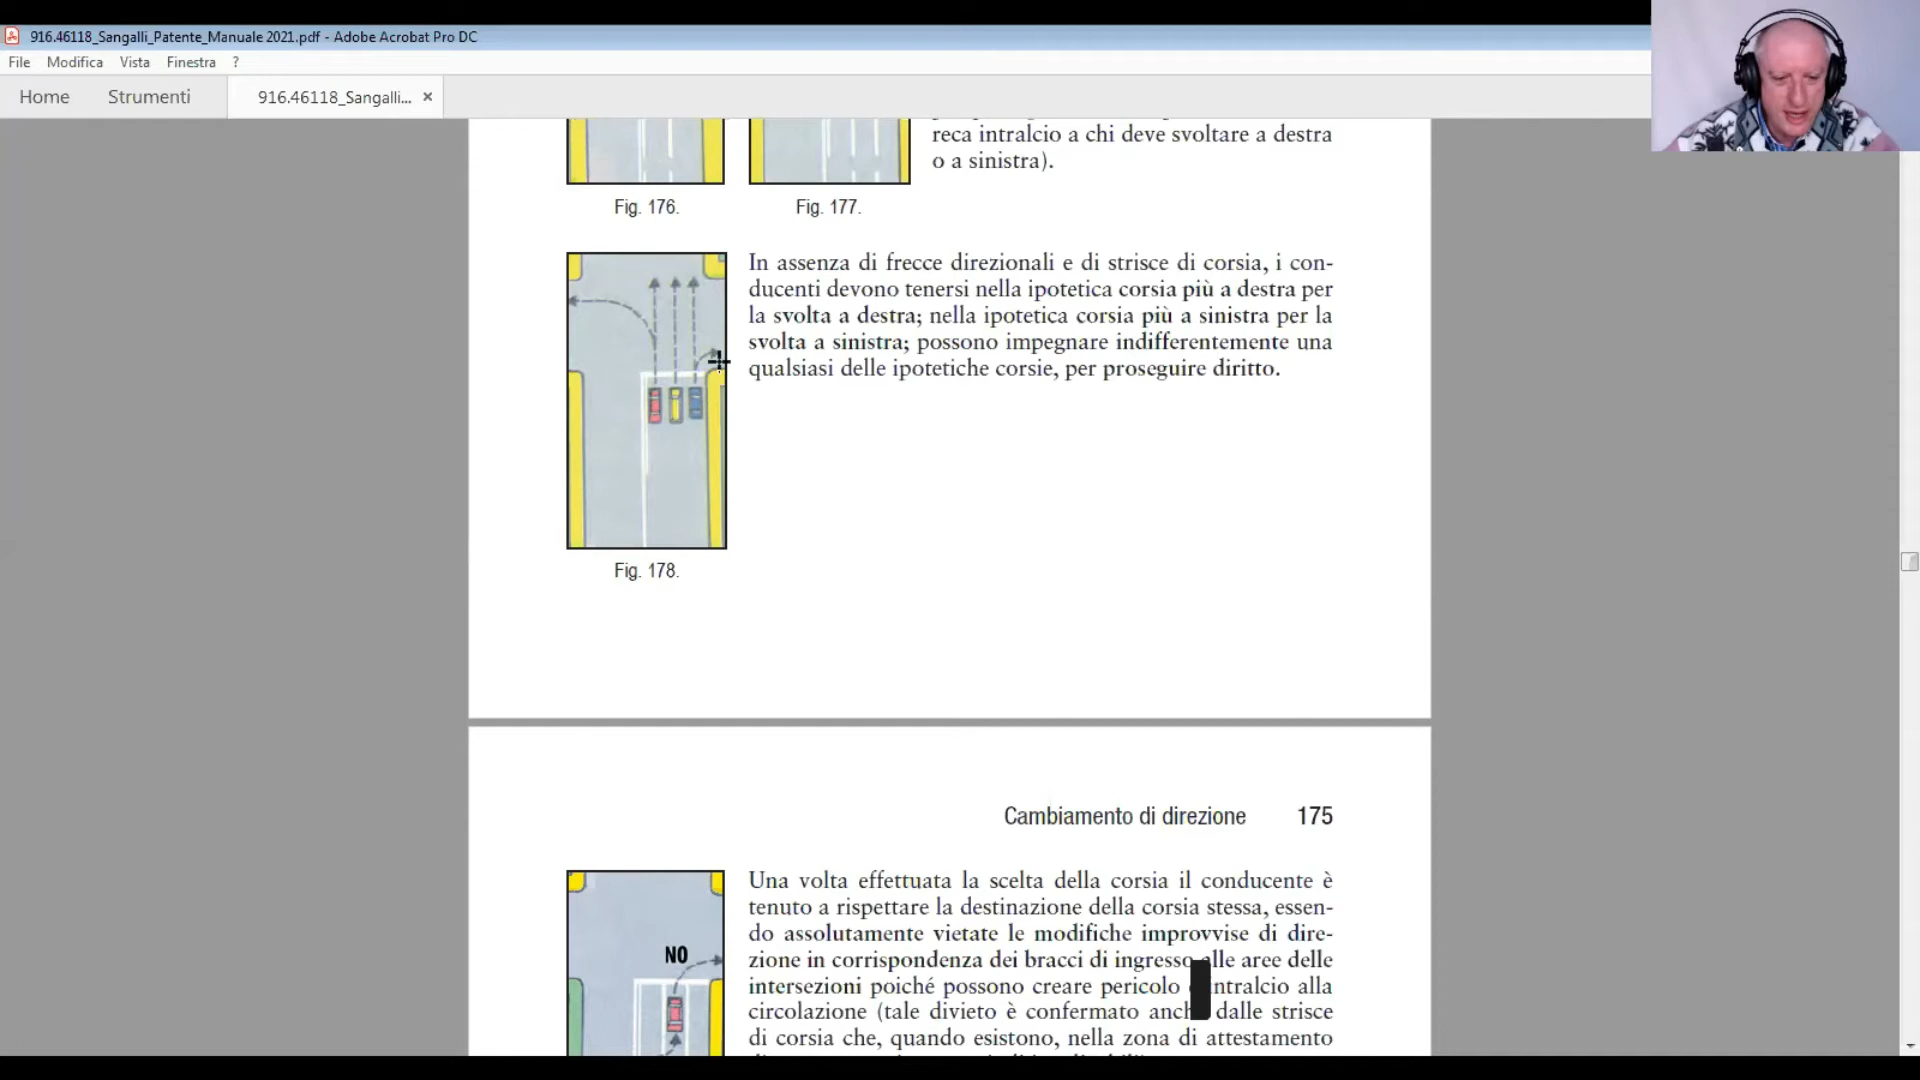 916.46118_Sangalli_Patente_Manuale 2021.pdf - Adobe Acrobat Pro DC
File Modifica Vista Finestra ?
Home Strumenti 916.46118_Sangalli... ×
reca intralcio a chi deve svoltare a destra
o a sinistra).
Fig. 176. Fig. 177.
In assenza di frecce direzionali e di strisce di corsia, i con-
ducenti devono tenersi nella ipotetica corsia più a destra per
la svolta a destra; nella ipotetica corsia più a sinistra per la
svolta a sinistra; possono impegnare indifferentemente una
qualsiasi delle ipotetiche corsie, per proseguire diritto.
Fig. 178.
Cambiamento di direzione 175
Una volta effettuata la scelta della corsia il conducente è
tenuto a rispettare la destinazione della corsia stessa, essen-
do assolutamente vietate le modifiche improvvise di dire-
zione in corrispondenza dei bracci di ingresso alle aree delle
intersezioni poiché possono creare pericolo intralcio alla
circolazione (tale divieto è confermato anche dalle strisce
di corsia che, quando esistono, nella zona di attestamento
NO